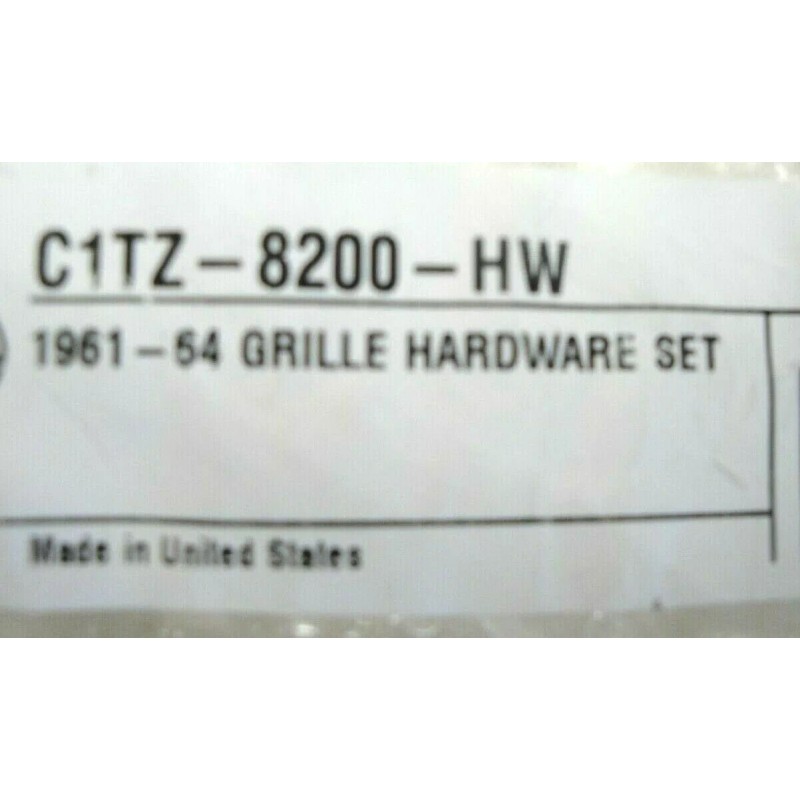 C1TZ-8200-HW
1961-64 GRILLE HARDWARE SET
Made in United States